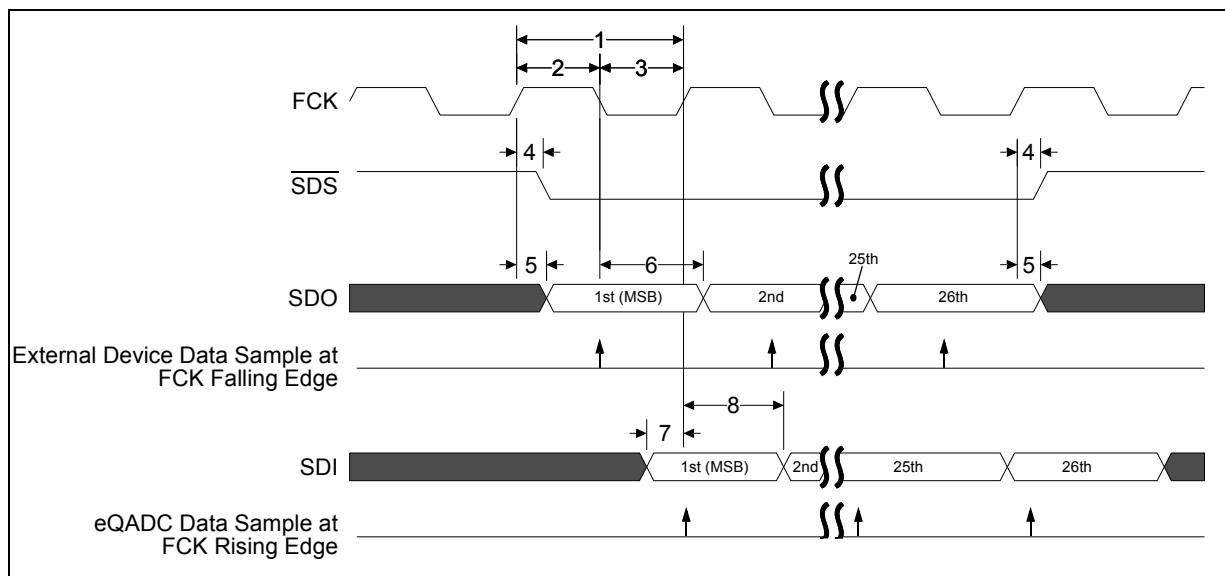 1
2 3
FCK
4 4
SDS
25th
5 6 5
SDO 1st (MSB) 2nd 26th
External Device Data Sample at
FCK Falling Edge
8
7
SDI 1st (MSB) 2nd 25th 26th
eQADC Data Sample at
FCK Rising Edge